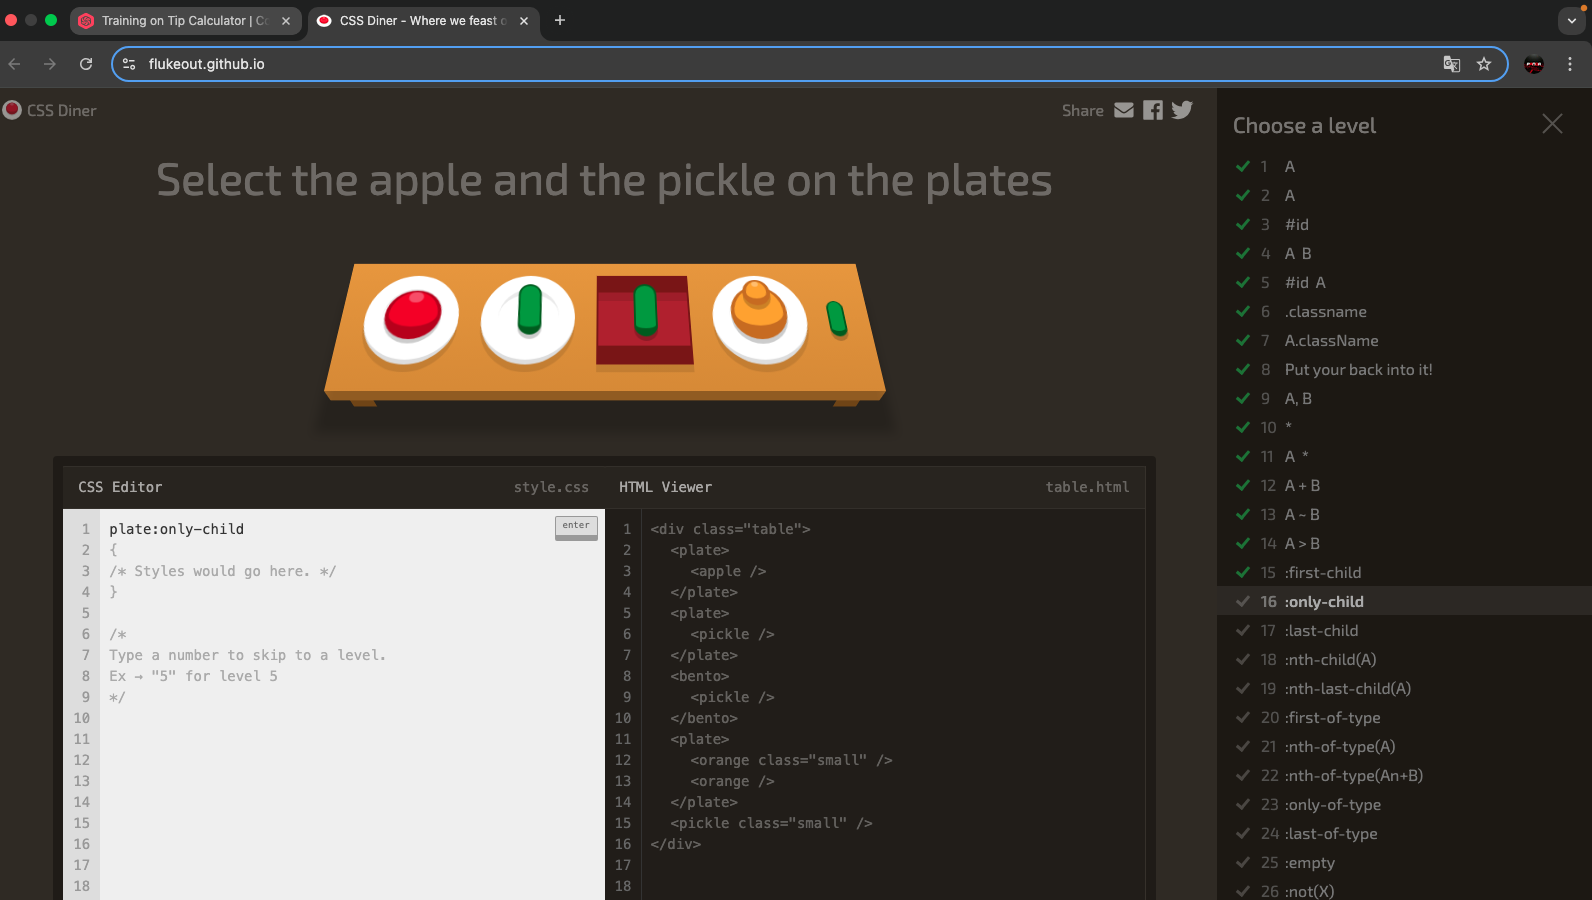 Training on Tip Calculator | Co
CSS Diner - Where we feast o
flukeout.github.io
CSS Diner
Share
Select the apple and the pickle on the plates
CSS Editor
style.css
1 plate:only-child
enter
2 {
3 /* Styles would go here. */
4 }
5
6 /*
7 Type a number to skip to a level.
8 Ex → "5" for level 5
9 */
10
11
12
13
14
15
16
17
18
HTML Viewer
table.html
1 <div class="table">
2 <plate>
3 <apple />
4 </plate>
5 <plate>
6 <pickle />
7 </plate>
8 <bento>
9 <pickle />
10 </bento>
11 <plate>
12 <orange class="small" />
13 <orange />
14 </plate>
15 <pickle class="small" />
16 </div>
17
18
Choose a level
1 A
2 A
3 #id
4 A B
5 #id A
6 .classname
7 A.className
8 Put your back into it!
9 A, B
10 *
11 A *
12 A + B
13 A ~ B
14 A > B
15 :first-child
16 :only-child
17 :last-child
18 :nth-child(A)
19 :nth-last-child(A)
20 :first-of-type
21 :nth-of-type(A)
22 :nth-of-type(An+B)
23 :only-of-type
24 :last-of-type
25 :empty
26 :not(X)